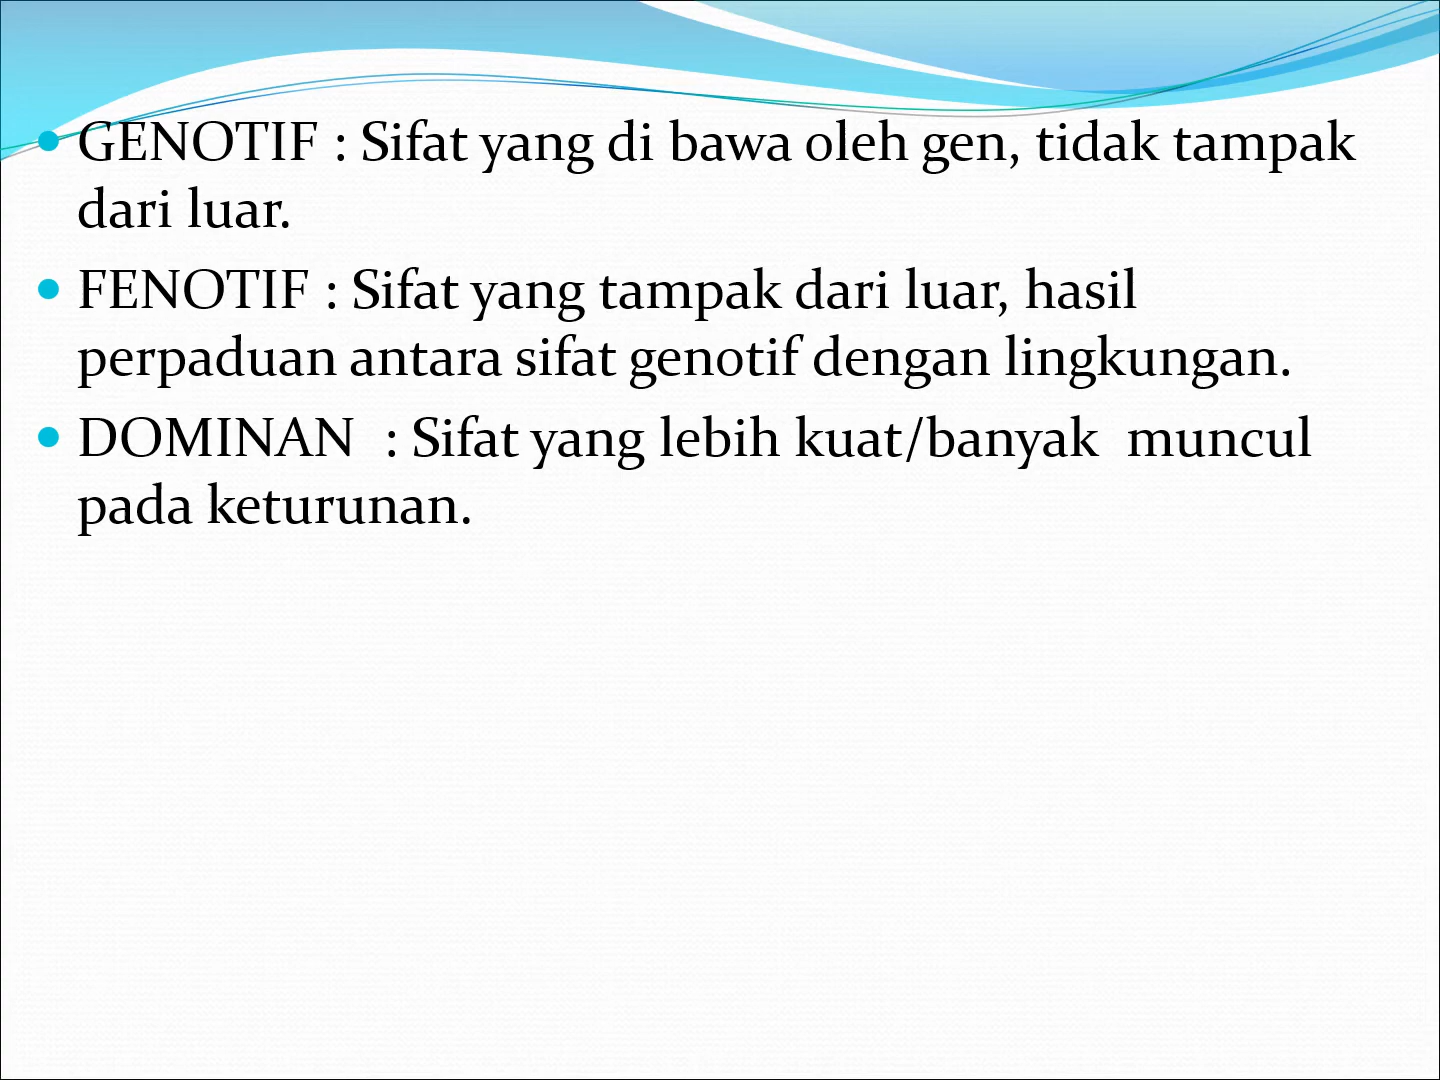 • GENOTIF : Sifat yang di bawa oleh gen, tidak tampak
dari luar.
• FENOTIF : Sifat yang tampak dari luar, hasil
perpaduan antara sifat genotif dengan lingkungan.
• DOMINAN  : Sifat yang lebih kuat/banyak  muncul
pada keturunan.